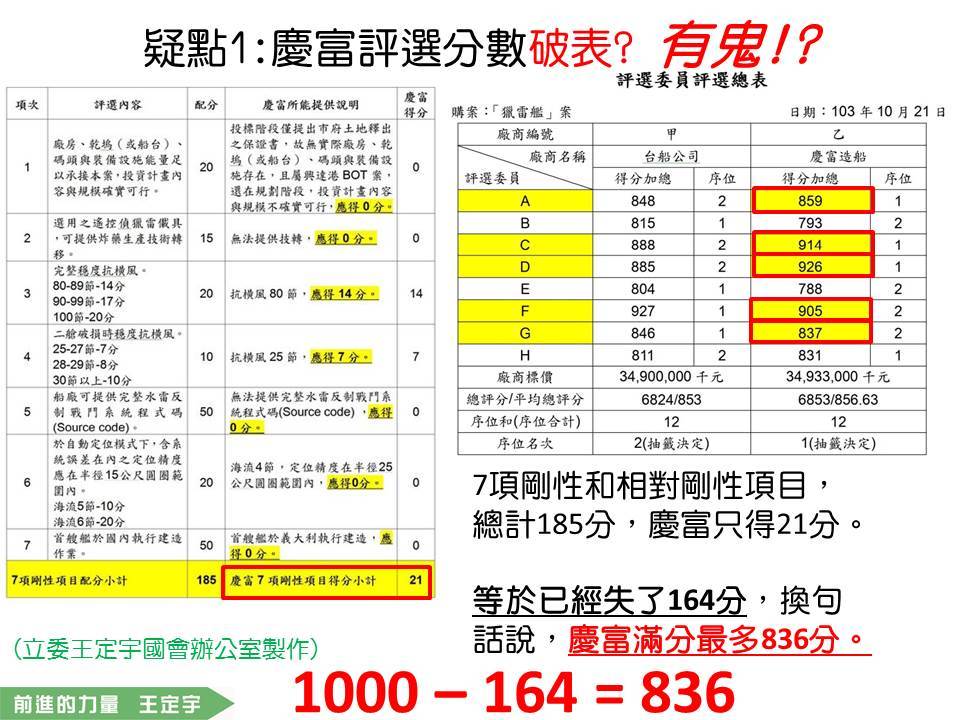 疑點1:慶富評選分數破表? 有鬼!?
項次 評選內容 配分 慶富所能提供說明 慶富得分
1 廠房、乾塢（或船台）、 20 投標階段僅提出市府土地釋出 0
碼頭與裝備設施能量足 之保證書，故無實際廠房、乾
以承接本案，投資計畫內 塢（或船台）、碼頭與裝備設
容與規模確實可行。 施存在，且屬興達港 BOT 案，
還在規劃階段，投資計畫內容
與規模不確實可行，應得 0 分。
2 選用之遙控偵獵雷儎具 15 無法提供技轉，應得 0 分。 0
，可提供炸藥生產技術轉
移。
3 完整穩度抗橫風。 20 抗橫風 80 節，應得 14 分。 14
80-89節-14分
90-99節-17分
100節-20分
4 二艙破損時穩度抗橫風。 10 抗橫風 25 節，應得 7 分。 7
25-27節-7分
28-29節-8分
30節以上-10分
5 船廠可提供完整水雷反 50 無法提供完整水雷反制戰鬥系 0
制戰鬥系統程式碼 統程式碼(Source code)，應得
(Source code)。 0 分。
6 於自動定位模式下，含系 20 海流4節，定位精度在半徑25 0
統誤差在內之定位精度 公尺圓圈範圍內，應得0分。
應在半徑15公尺圓圈範
圍內。
海流5節-10分
海流6節-20分
7 首艘艦於國內執行建造 50 首艘艦於義大利執行建造，應 0
作業。 得 0 分。
7項剛性項目配分小計 185 慶富 7 項剛性項目得分小計 21
評選委員評選總表
購案：「獵雷艦」案 日期：103 年 10 月 21 日
廠商編號 甲 乙
廠商名稱 台船公司 慶富造船
評選委員 得分加總 序位 得分加總 序位
A 848 2 859 1
B 815 1 793 2
C 888 2 914 1
D 885 2 926 1
E 804 1 788 2
F 927 1 905 2
G 846 1 837 2
H 811 2 831 1
廠商標價 34,900,000 千元 34,933,000 千元
總評分/平均總評分 6824/853 6853/856.63
序位和(序位合計) 12 12
序位名次 2(抽籤決定) 1(抽籤決定)
7項剛性和相對剛性項目，
總計185分，慶富只得21分。
等於已經失了164分，換句
話說，慶富滿分最多836分。
(立委王定宇國會辦公室製作)
1000 – 164 = 836
前進的力量 王定宇